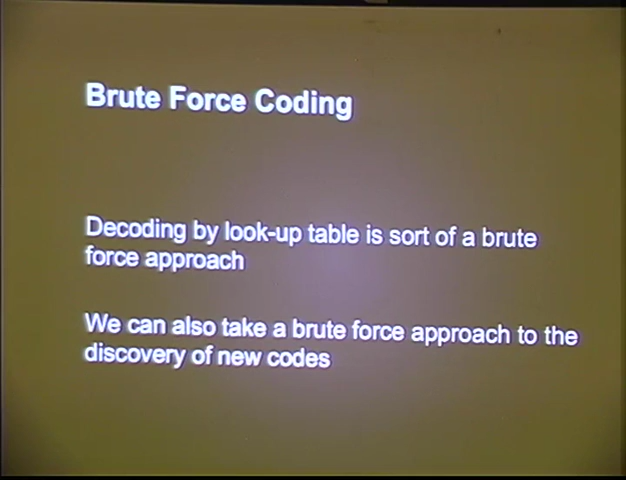 Brute Force Coding
Decoding by look-up table is sort of a brute
force approach
We can also take a brute force approach to the
discovery of new codes